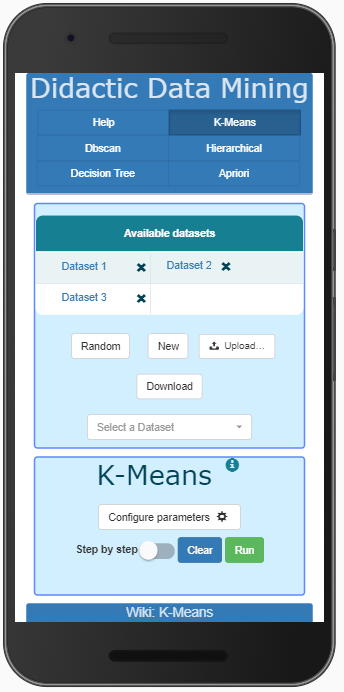 Didactic Data Mining
Help K-Means
Dbscan Hierarchical
Decision Tree Apriori
Available datasets
Dataset 1 Dataset 2
Dataset 3
Random New Upload...
Download
Select a Dataset
K-Means
Configure parameters
Step by step Clear Run
Wiki: K-Means